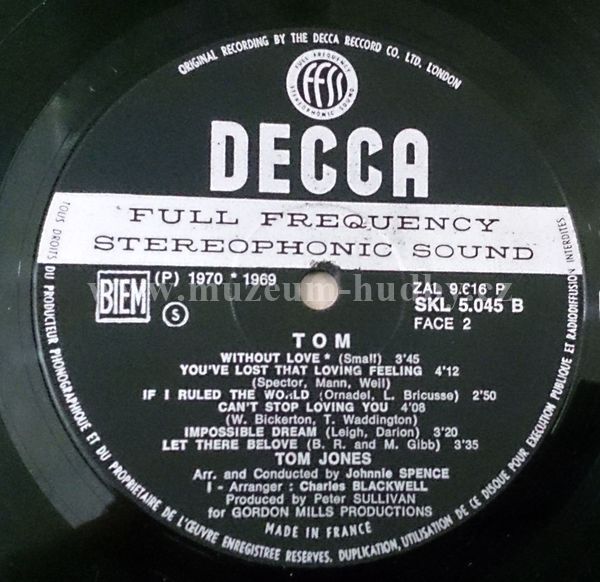 ORIGINAL RECORDING BY THE DECCA RECCORD CO. LTD. LONDON
FULL FREQUENCY
ffss
STEREOPHONIC SOUND
DECCA
FULL FREQUENCY
STEREOPHONIC SOUND
BIEM
(P) 1970 * 1969
S
ZAL 9.616 P
SKL 5.045 B
FACE 2
www.muzeum-hudby.cz
TOM
WITHOUT LOVE * (Small) 3'45
YOU'VE LOST THAT LOVING FEELING 4'12
(Spector, Mann, Weil)
IF I RULED THE WORLD (Ornadel, L. Bricusse) 2'50
CAN'T STOP LOVING YOU 4'08
(W. Bickerton, T. Waddington)
IMPOSSIBLE DREAM (Leigh, Darion) 3'20
LET THERE BELOVE (B. R. and M. Gibb) 3'35
TOM JONES
Arr. and Conducted by Johnnie SPENCE
I - Arranger : Charles BLACKWELL
Produced by Peter SULLIVAN
for GORDON MILLS PRODUCTIONS
MADE IN FRANCE
TOUS DROITS DU PRODUCTEUR PHONOGRAPHIQUE ET DU PROPRIETAIRE DE L'ŒUVRE ENREGISTREE RESERVES. DUPLICATION, UTILISATION DE CE DISQUE POUR EXECUTION PUBLIQUE ET RADIODIFFUSION INTERDITES